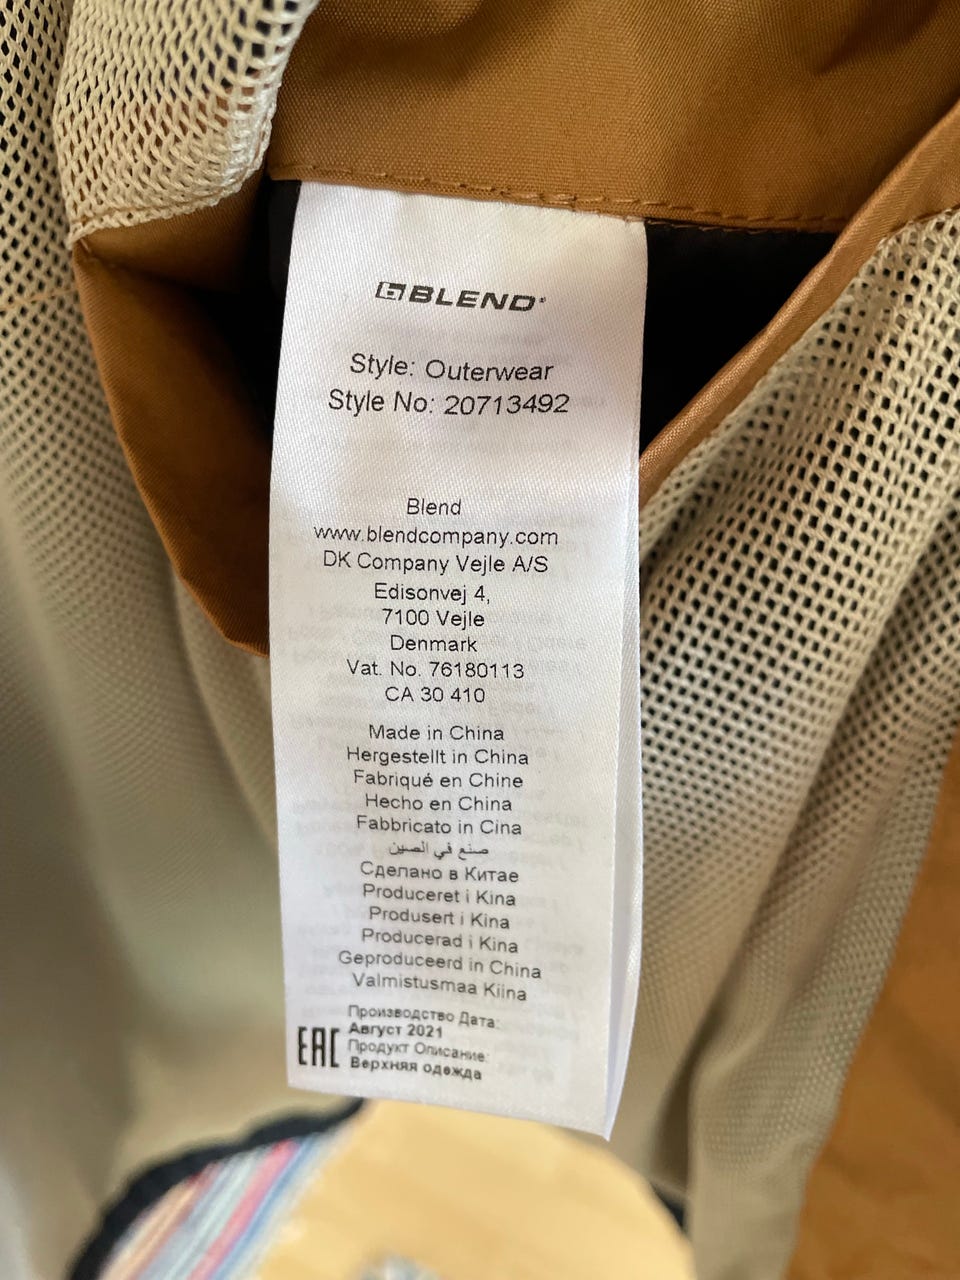 BLEND
Style: Outerwear
Style No: 20713492
Blend
www.blendcompany.com
DK Company Vejle A/S
Edisonvej 4,
7100 Vejle
Denmark
Vat. No. 76180113
CA 30 410
Made in China
Hergestellt in China
Fabriqué en Chine
Hecho en China
Fabbricato in Cina
صنع في الصين
Сделано в Китае
Produceret i Kina
Produsert i Kina
Producerad i Kina
Geproduceerd in China
Valmistusmaa Kiina
Производство Дата:
Август 2021
EAC Продукт Описание:
Верхняя одежда